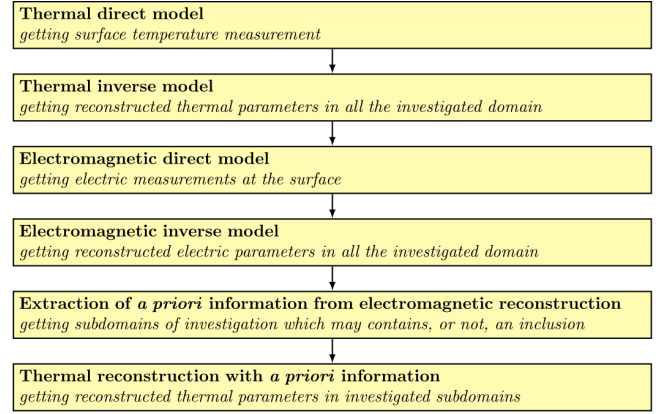 Thermal direct model
getting surface temperature measurement
Thermal inverse model
getting reconstructed thermal parameters in all the investigated domain
Electromagnetic direct model
getting electric measurements at the surface
Electromagnetic inverse model
getting reconstructed electric parameters in all the investigated domain
Extraction of a priori information from electromagnetic reconstruction
getting subdomains of investigation which may contains, or not, an inclusion
Thermal reconstruction with a priori information
getting reconstructed thermal parameters in investigated subdomains